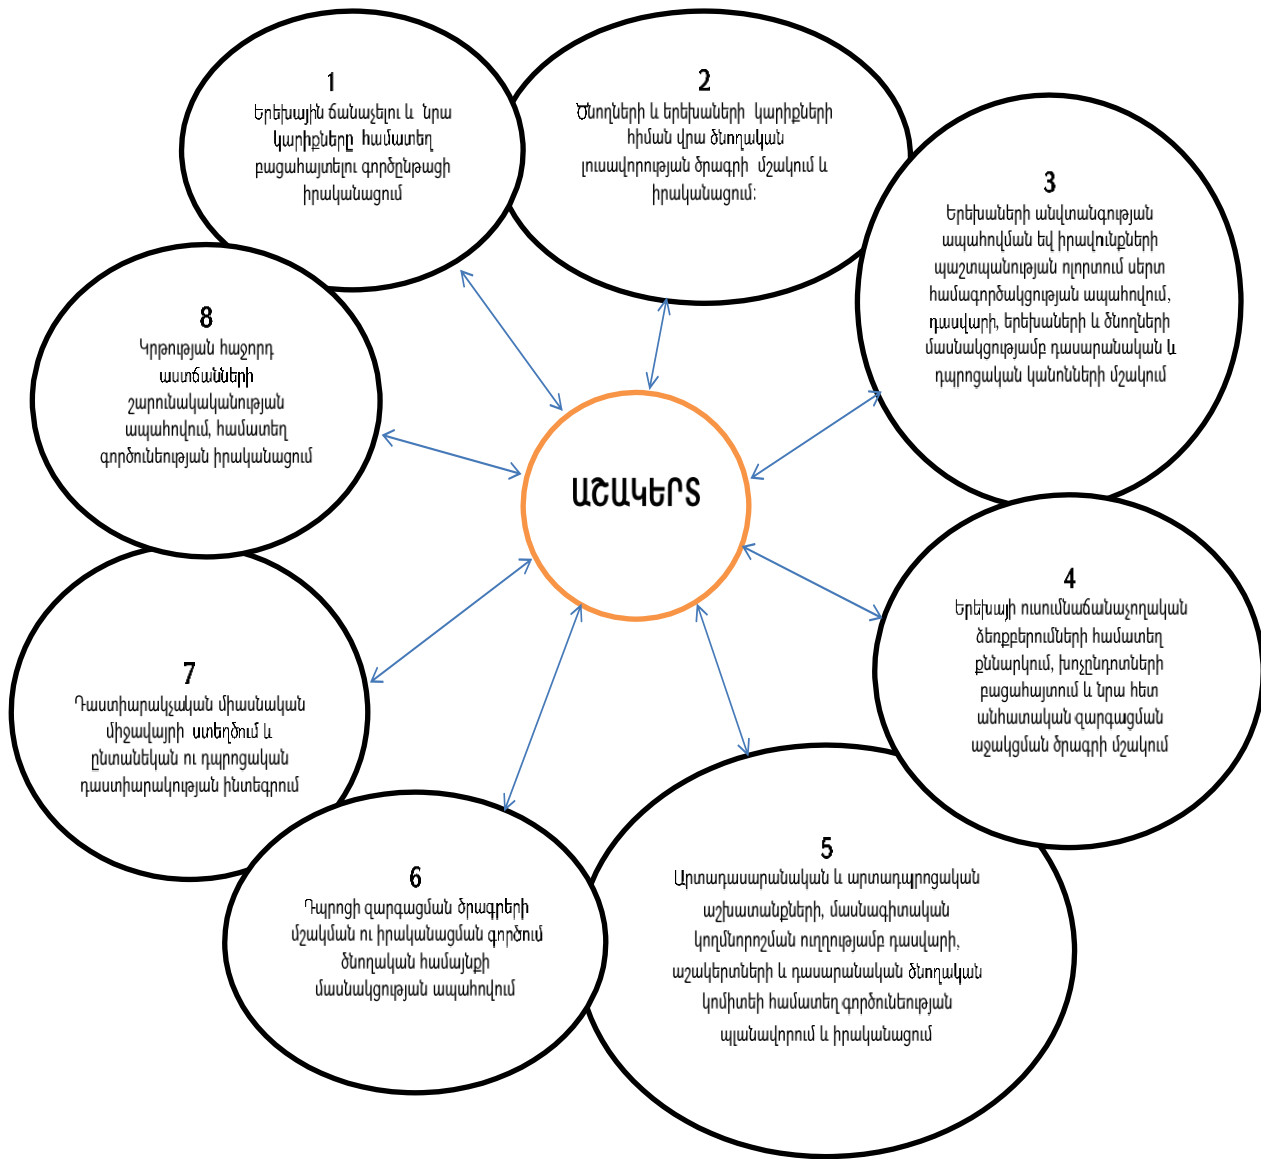 1
Երեխային ճանաչելու և նրա
կարիքները համատեղ
բացահայտելու գործընթացի
իրականացում
2
Ծնողների և երեխաների կարիքների
հիման վրա ծնողական
լուսավորության ծրագրի մշակում և
իրականացում:
3
Երեխաների անվտանգության
ապահովման եվ իրավունքների
պաշտպանության ոլորտում սերտ
համագործակցության ապահովում,
դասվարի, երեխաների և ծնողների
մասնակցությամբ դասարանական և
դպրոցական կանոնների մշակում
4
Երեխայի ուսումնաճանաչողական
ձեռքբերումների համատեղ
քննարկում, խոչընդոտների
բացահայտում և նրա հետ
անհատական զարգացման
աջակցման ծրագրի մշակում
5
Արտադասարանական և արտադպրոցական
աշխատանքների, մասնագիտական
կողմնորոշման ուղղությամբ դասվարի,
աշակերտների և դասարանական ծնողական
կոմիտեի համատեղ գործունեության
պլանավորում և իրականացում
6
Դպրոցի զարգացման ծրագրերի
մշակման ու իրականացման գործում
ծնողական համայնքի
մասնակցության ապահովում
7
Դաստիարակչական միասնական
միջավայրի ստեղծում և
ընտանեկան ու դպրոցական
դաստիարակության ինտեգրում
8
Կրթության հաջորդ
աստճանների
շարունակականության
ապահովում, համատեղ
գործունեության իրականացում
ԱՇԱԿԵՐՏ